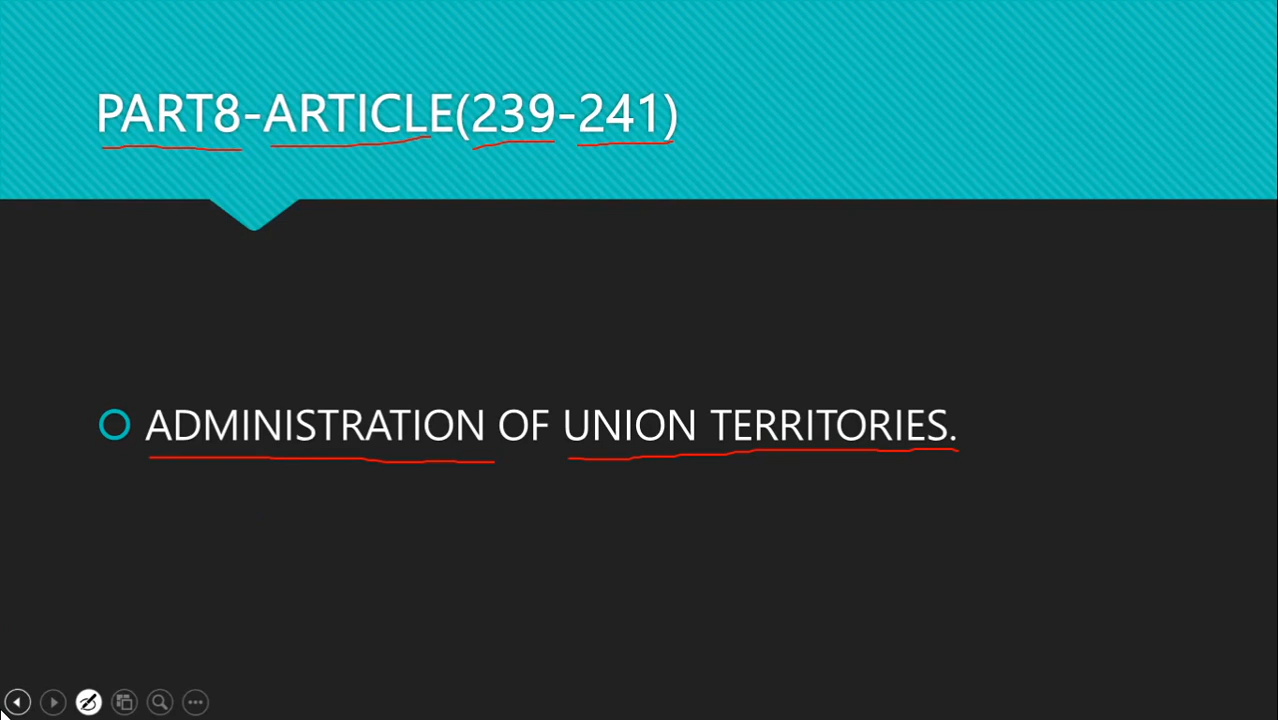 PART8-ARTICLE(239-241)
ADMINISTRATION OF UNION TERRITORIES.